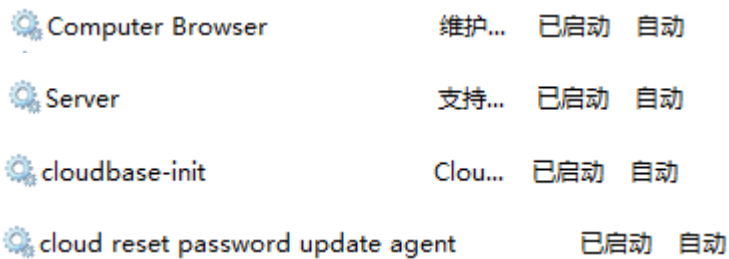 Computer Browser 维护... 已启动 自动
Server 支持... 已启动 自动
cloudbase-init Clou... 已启动 自动
cloud reset password update agent 已启动 自动